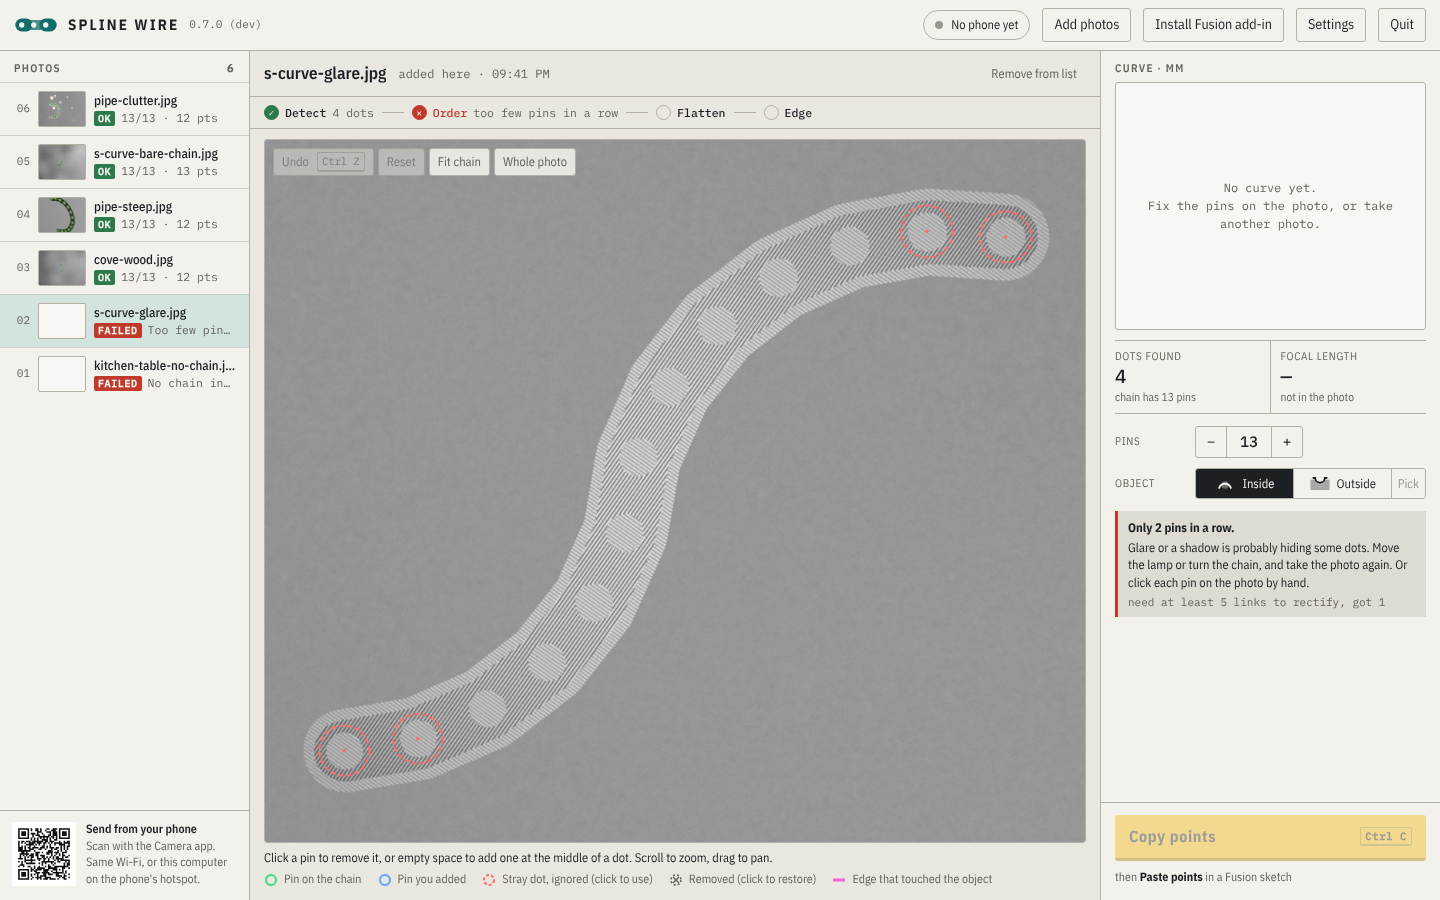 SPLINE WIRE 0.7.0 (dev)
No phone yet
Add photos
Install Fusion add-in
Settings
Quit
PHOTOS 6
06 pipe-clutter.jpg
OK 13/13 · 12 pts
05 s-curve-bare-chain.jpg
OK 13/13 · 13 pts
04 pipe-steep.jpg
OK 13/13 · 12 pts
03 cove-wood.jpg
OK 13/13 · 12 pts
02 s-curve-glare.jpg
FAILED Too few pin…
01 kitchen-table-no-chain.j…
FAILED No chain in…
Send from your phone
Scan with the Camera app.
Same Wi-Fi, or this computer
on the phone's hotspot.
s-curve-glare.jpg added here · 09:41 PM
Remove from list
Detect 4 dots
Order too few pins in a row
Flatten
Edge
Undo Ctrl Z
Reset
Fit chain
Whole photo
Click a pin to remove it, or empty space to add one at the middle of a dot. Scroll to zoom, drag to pan.
Pin on the chain
Pin you added
Stray dot, ignored (click to use)
Removed (click to restore)
Edge that touched the object
CURVE · MM
No curve yet.
Fix the pins on the photo, or take
another photo.
DOTS FOUND
4
chain has 13 pins
FOCAL LENGTH
—
not in the photo
PINS − 13 +
OBJECT Inside Outside Pick
Only 2 pins in a row.
Glare or a shadow is probably hiding some dots. Move
the lamp or turn the chain, and take the photo again. Or
click each pin on the photo by hand.
need at least 5 links to rectify, got 1
Copy points Ctrl C
then Paste points in a Fusion sketch